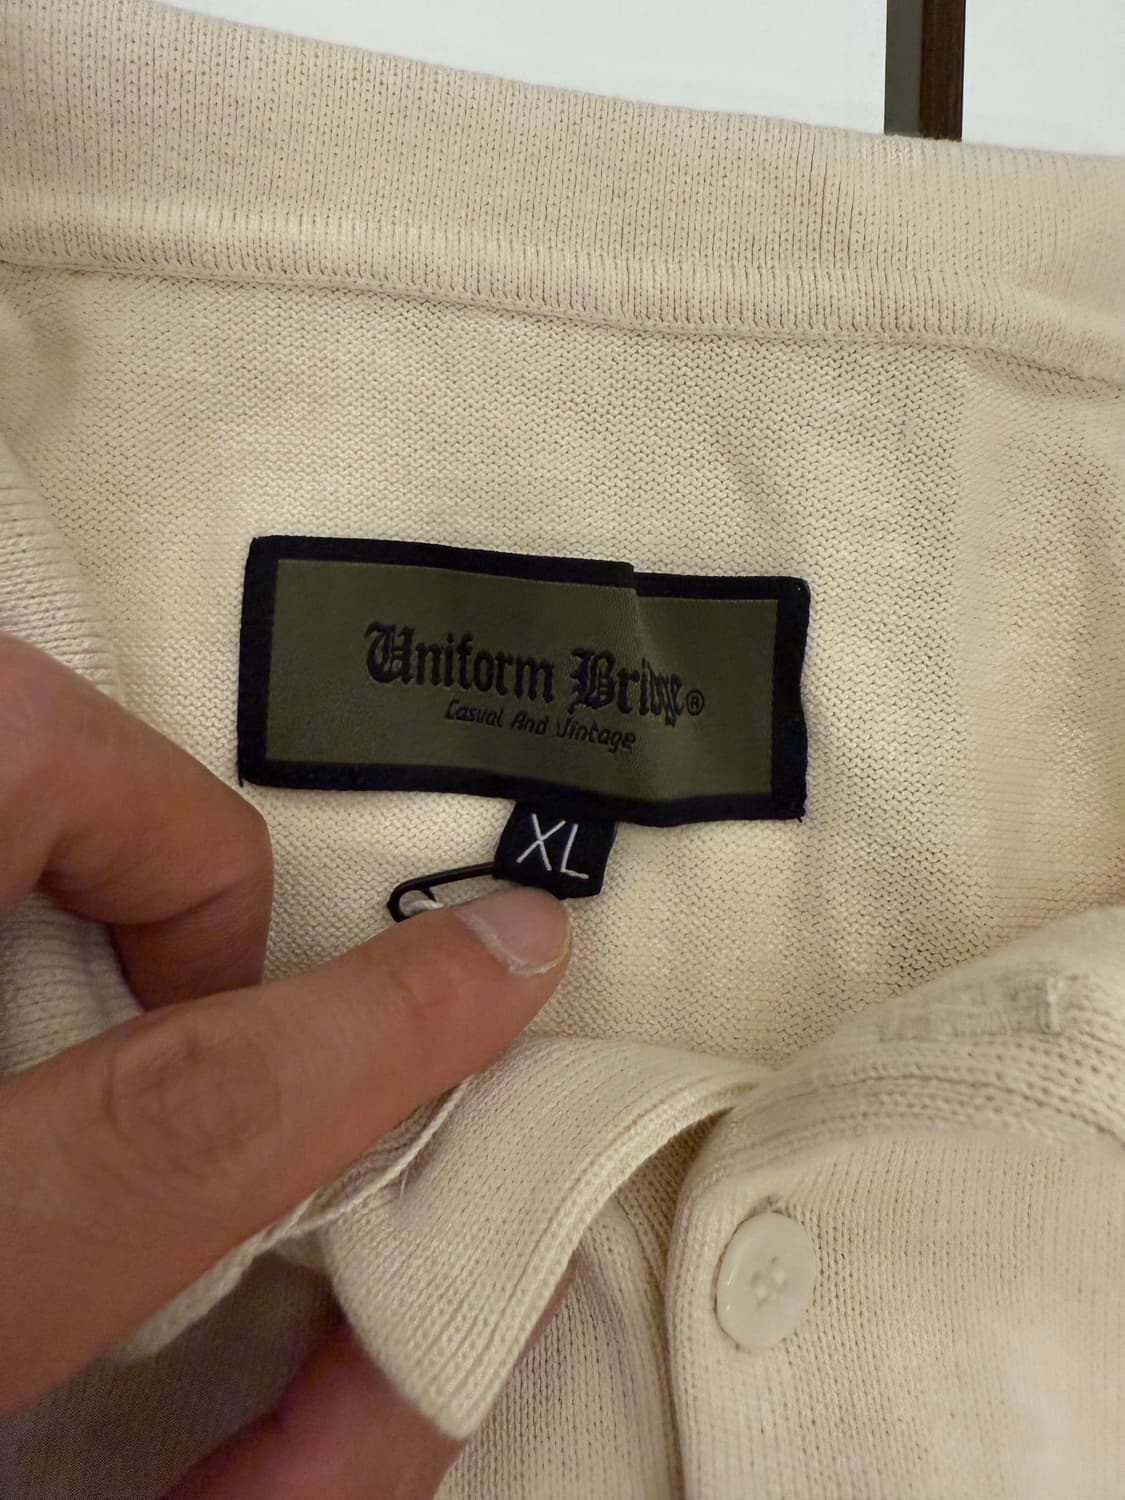 Uniform Bridge®
Casual And Vintage
XL